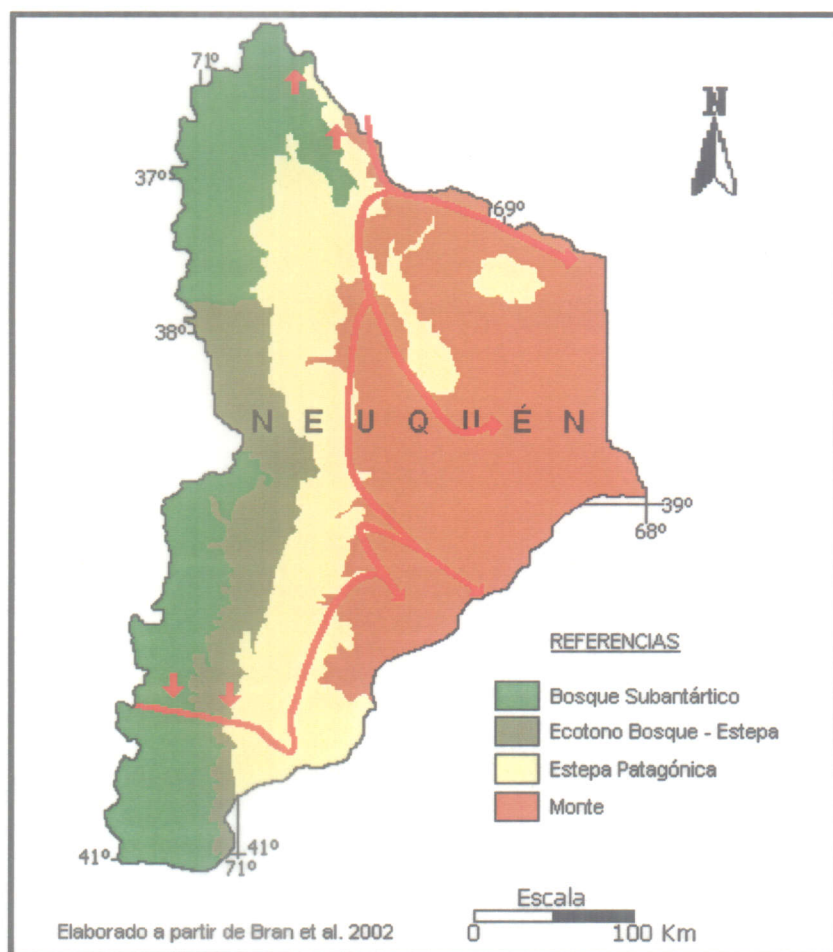 71º
N
37º
69º
38º
NEUQUÉN
39º
68º
REFERENCIAS
Bosque Subantártico
Ecotono Bosque - Estepa
Estepa Patagónica
Monte
41º
41º
71º
Escala
0 100 Km
Elaborado a partir de Bran et al. 2002